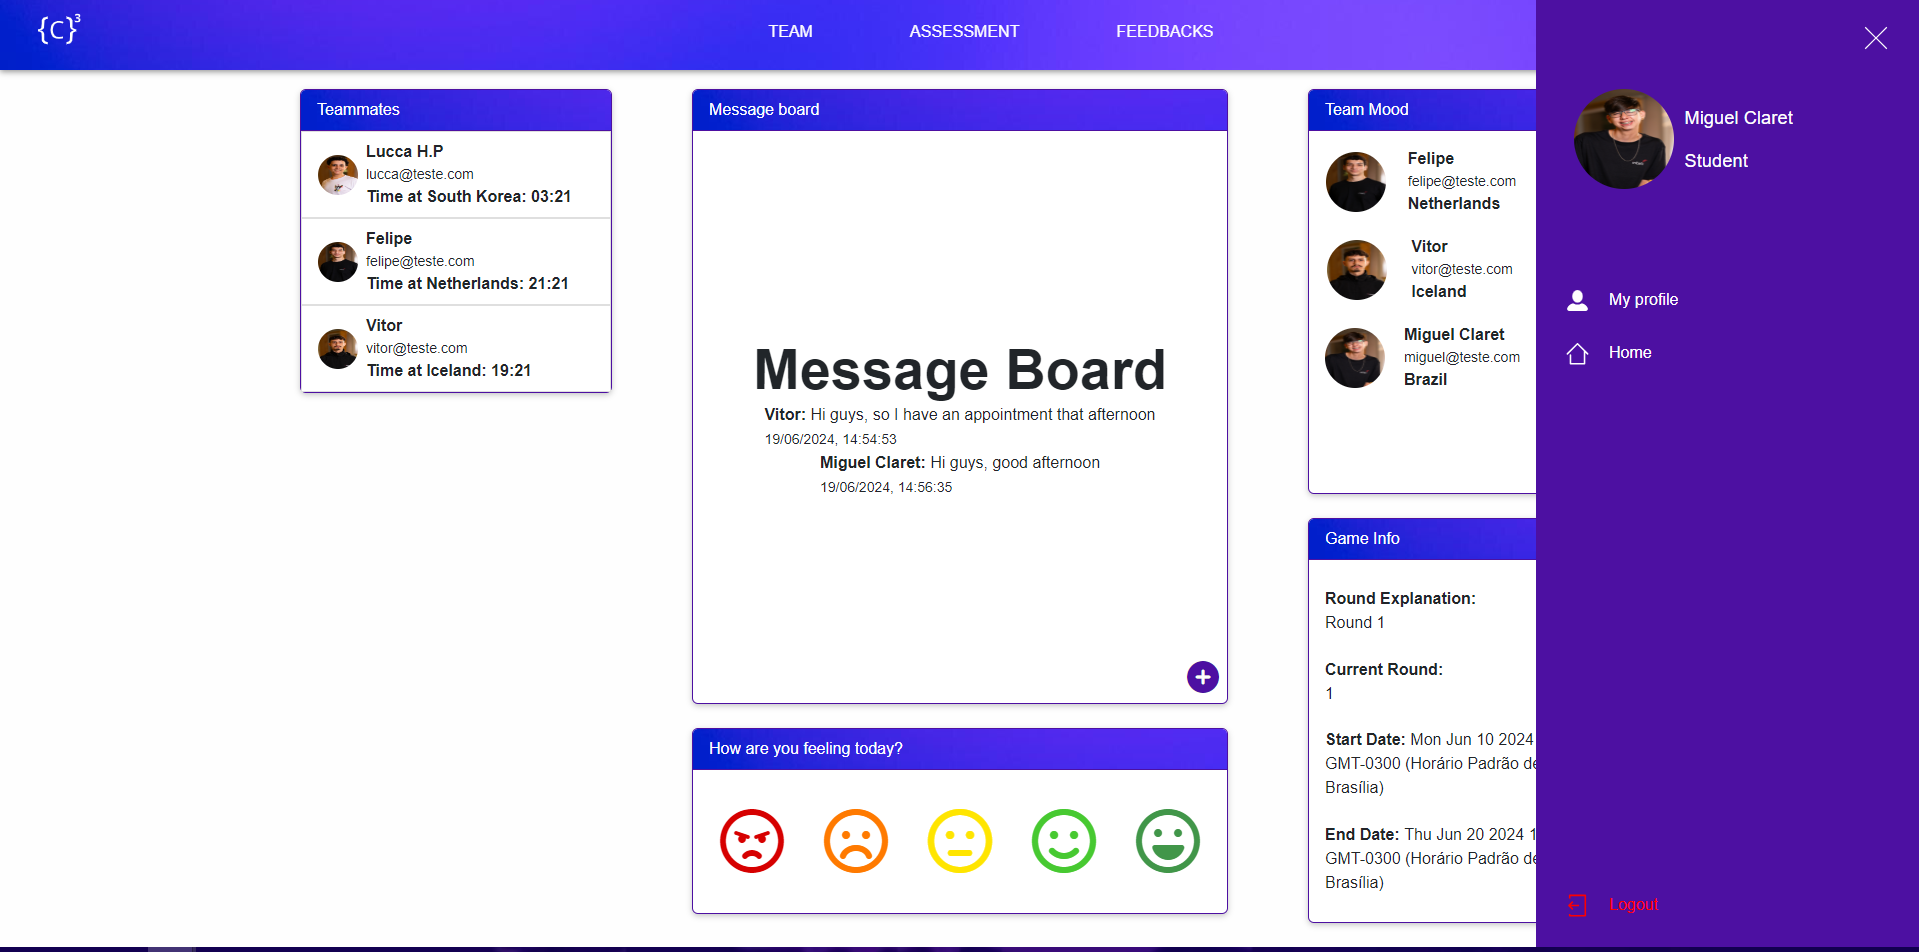 {C}³
TEAM
ASSESSMENT
FEEDBACKS
Teammates
Lucca H.P
lucca@teste.com
Time at South Korea: 03:21
Felipe
felipe@teste.com
Time at Netherlands: 21:21
Vitor
vitor@teste.com
Time at Iceland: 19:21
Message board
Message Board
Vitor: Hi guys, so I have an appointment that afternoon
19/06/2024, 14:54:53
Miguel Claret: Hi guys, good afternoon
19/06/2024, 14:56:35
How are you feeling today?
Team Mood
Felipe
felipe@teste.com
Netherlands
Vitor
vitor@teste.com
Iceland
Miguel Claret
miguel@teste.com
Brazil
Game Info
Round Explanation:
Round 1
Current Round:
1
Start Date: Mon Jun 10 2024
GMT-0300 (Horário Padrão de
Brasília)
End Date: Thu Jun 20 2024 1
GMT-0300 (Horário Padrão de
Brasília)
Miguel Claret
Student
My profile
Home
Logout